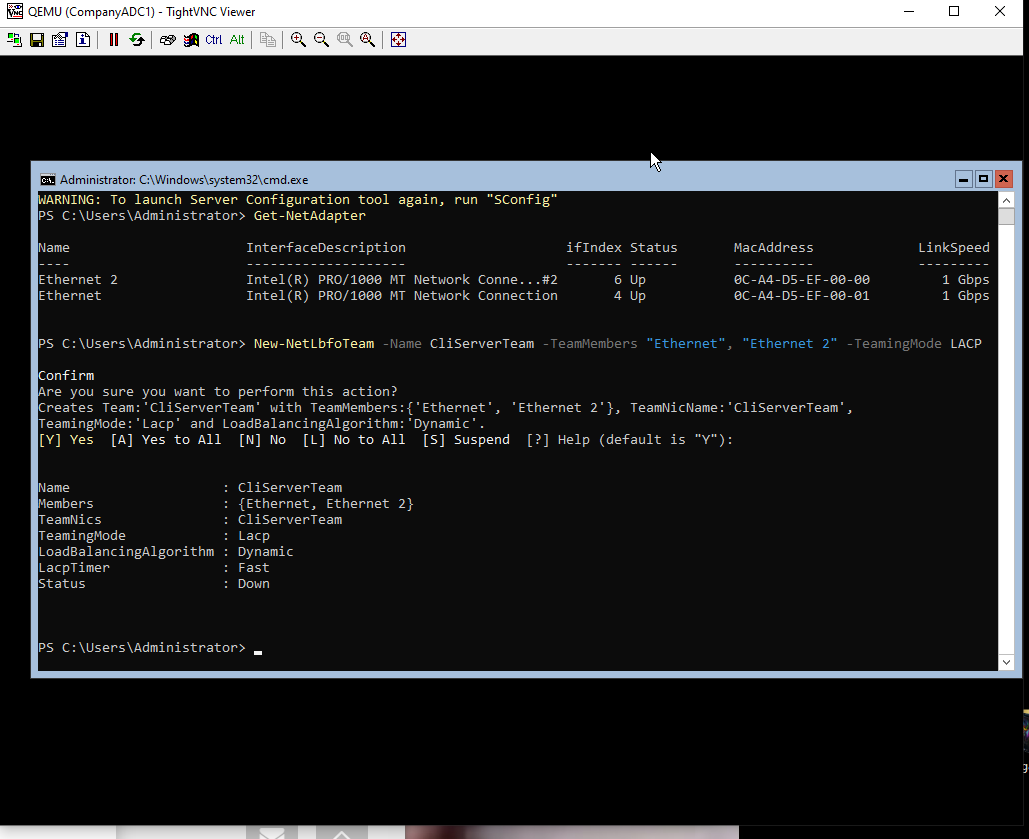 QEMU (CompanyADC1) - TightVNC Viewer
Ctrl Alt
Administrator: C:\Windows\system32\cmd.exe
WARNING: To launch Server Configuration tool again, run "SConfig"
PS C:\Users\Administrator> Get-NetAdapter
Name InterfaceDescription ifIndex Status MacAddress LinkSpeed
---- -------------------- ------- ------ ---------- ---------
Ethernet 2 Intel(R) PRO/1000 MT Network Conne...#2 6 Up 0C-A4-D5-EF-00-00 1 Gbps
Ethernet Intel(R) PRO/1000 MT Network Connection 4 Up 0C-A4-D5-EF-00-01 1 Gbps
PS C:\Users\Administrator> New-NetLbfoTeam -Name CliServerTeam -TeamMembers "Ethernet", "Ethernet 2" -TeamingMode LACP
Confirm
Are you sure you want to perform this action?
Creates Team:'CliServerTeam' with TeamMembers:{'Ethernet', 'Ethernet 2'}, TeamNicName:'CliServerTeam',
TeamingMode:'Lacp' and LoadBalancingAlgorithm:'Dynamic'.
[Y] Yes [A] Yes to All [N] No [L] No to All [S] Suspend [?] Help (default is "Y"):
Name : CliServerTeam
Members : {Ethernet, Ethernet 2}
TeamNics : CliServerTeam
TeamingMode : Lacp
LoadBalancingAlgorithm : Dynamic
LacpTimer : Fast
Status : Down
PS C:\Users\Administrator> _